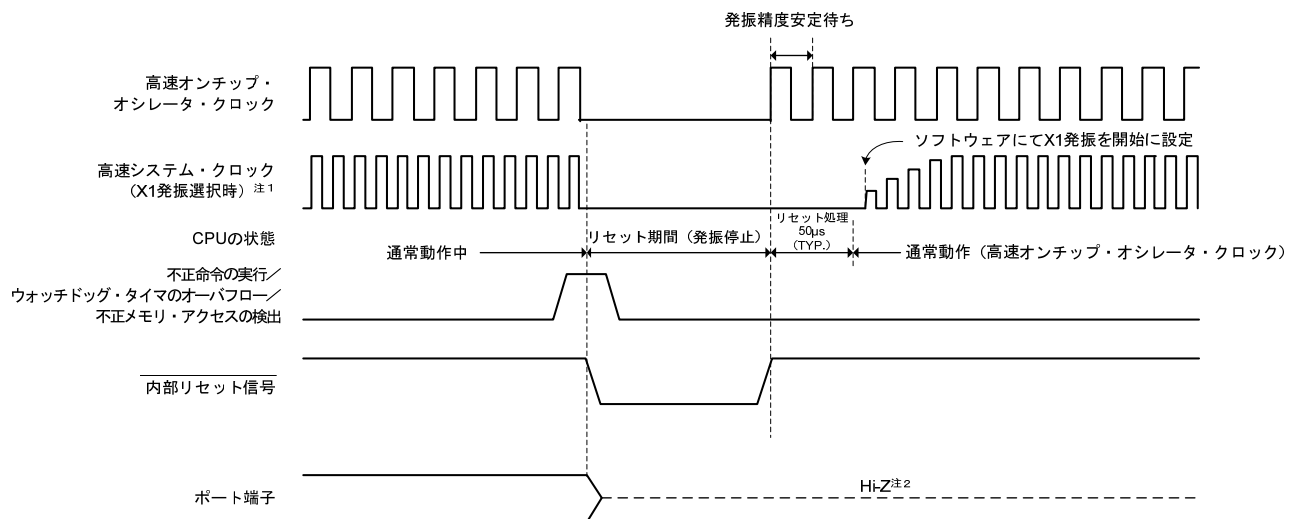 発振精度安定待ち
高速オンチップ・
オシレータ・クロック
ソフトウェアにてX1発振を開始に設定
高速システム・クロック
（X1発振選択時）注1
CPUの状態
通常動作中
リセット期間（発振停止）
リセット処理
50μs
（TYP.）
通常動作（高速オンチップ・オシレータ・クロック）
不正命令の実行／
ウォッチドッグ・タイマのオーバフロー／
不正メモリ・アクセスの検出
内部リセット信号
ポート端子
Hi-Z注2